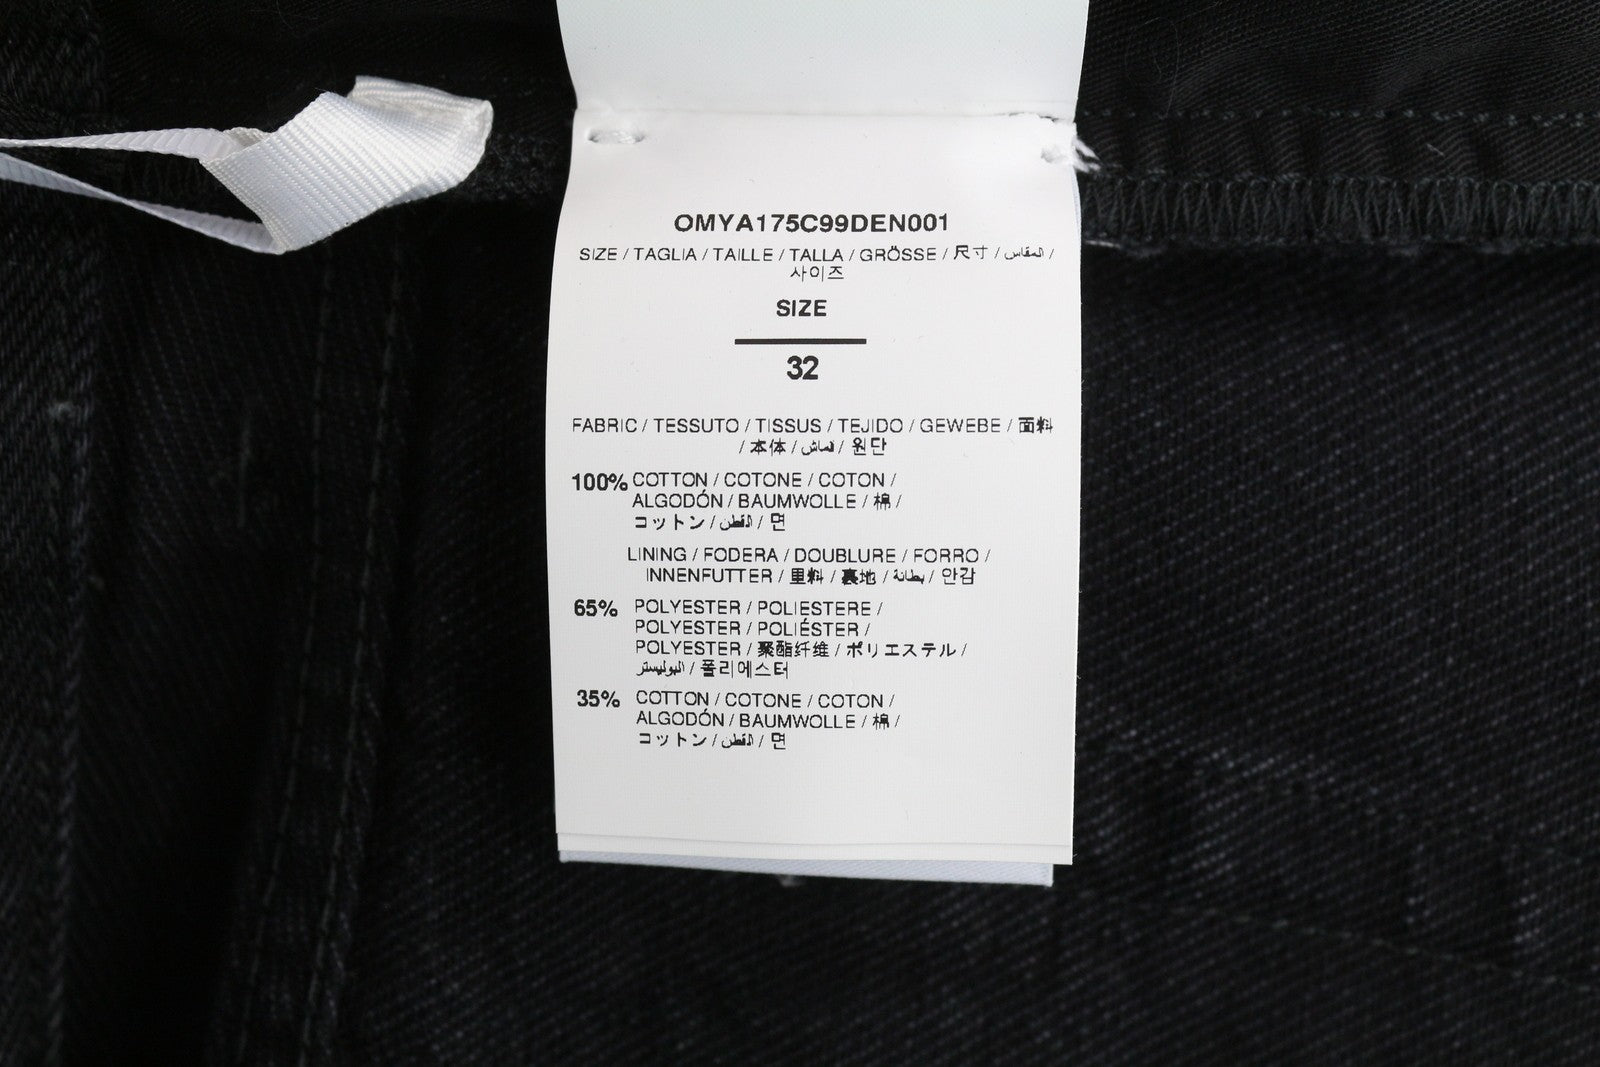 OMYA175C99DEN001
SIZE / TAGLIA / TAILLE / TALLA / GRÖSSE / 尺寸 / المقاس /
사이즈
SIZE
32
FABRIC / TESSUTO / TISSUS / TEJIDO / GEWEBE / 面料
/ 本体 / قماش / 원단
100% COTTON / COTONE / COTON /
ALGODÓN / BAUMWOLLE / 棉 /
コットン / القطن / 면
LINING / FODERA / DOUBLURE / FORRO /
INNENFUTTER / 里料 / 裏地 / بطانة / 안감
65% POLYESTER / POLIESTERE /
POLYESTER / POLIÉSTER /
POLYESTER / 聚酯纤维 / ポリエステル /
البوليستر / 폴리에스터
35% COTTON / COTONE / COTON /
ALGODÓN / BAUMWOLLE / 棉 /
コットン / القطن / 면